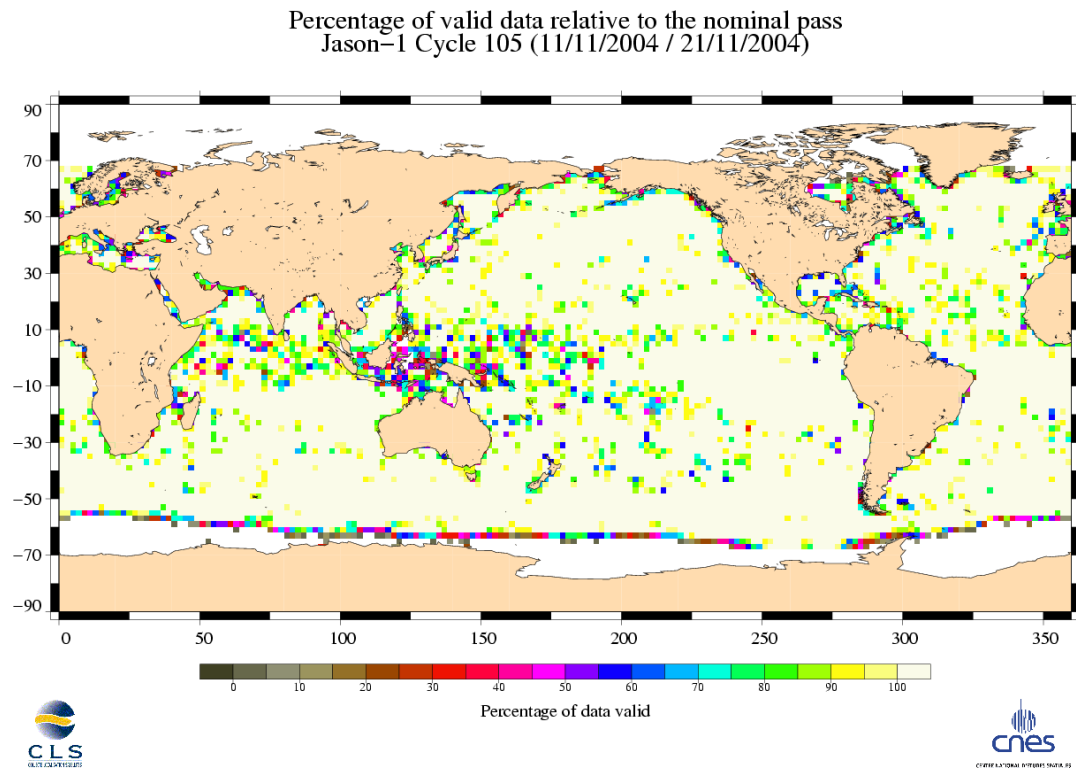 Percentage of valid data relative to the nominal pass
Jason−1 Cycle 105 (11/11/2004 / 21/11/2004)
90
70
50
30
10
−10
−30
−50
−70
−90
0 50 100 150 200 250 300 350
0 10 20 30 40 50 60 70 80 90 100
Percentage of data valid
CLS
cnes